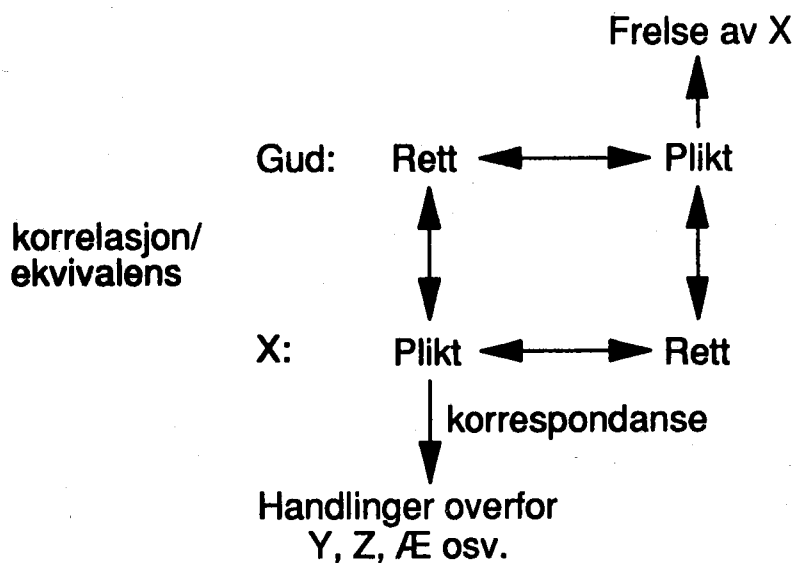 Frelse av X
Gud: Rett Plikt
korrelasjon/
ekvivalens
X: Plikt Rett
korrespondanse
Handlinger overfor
Y, Z, Æ osv.